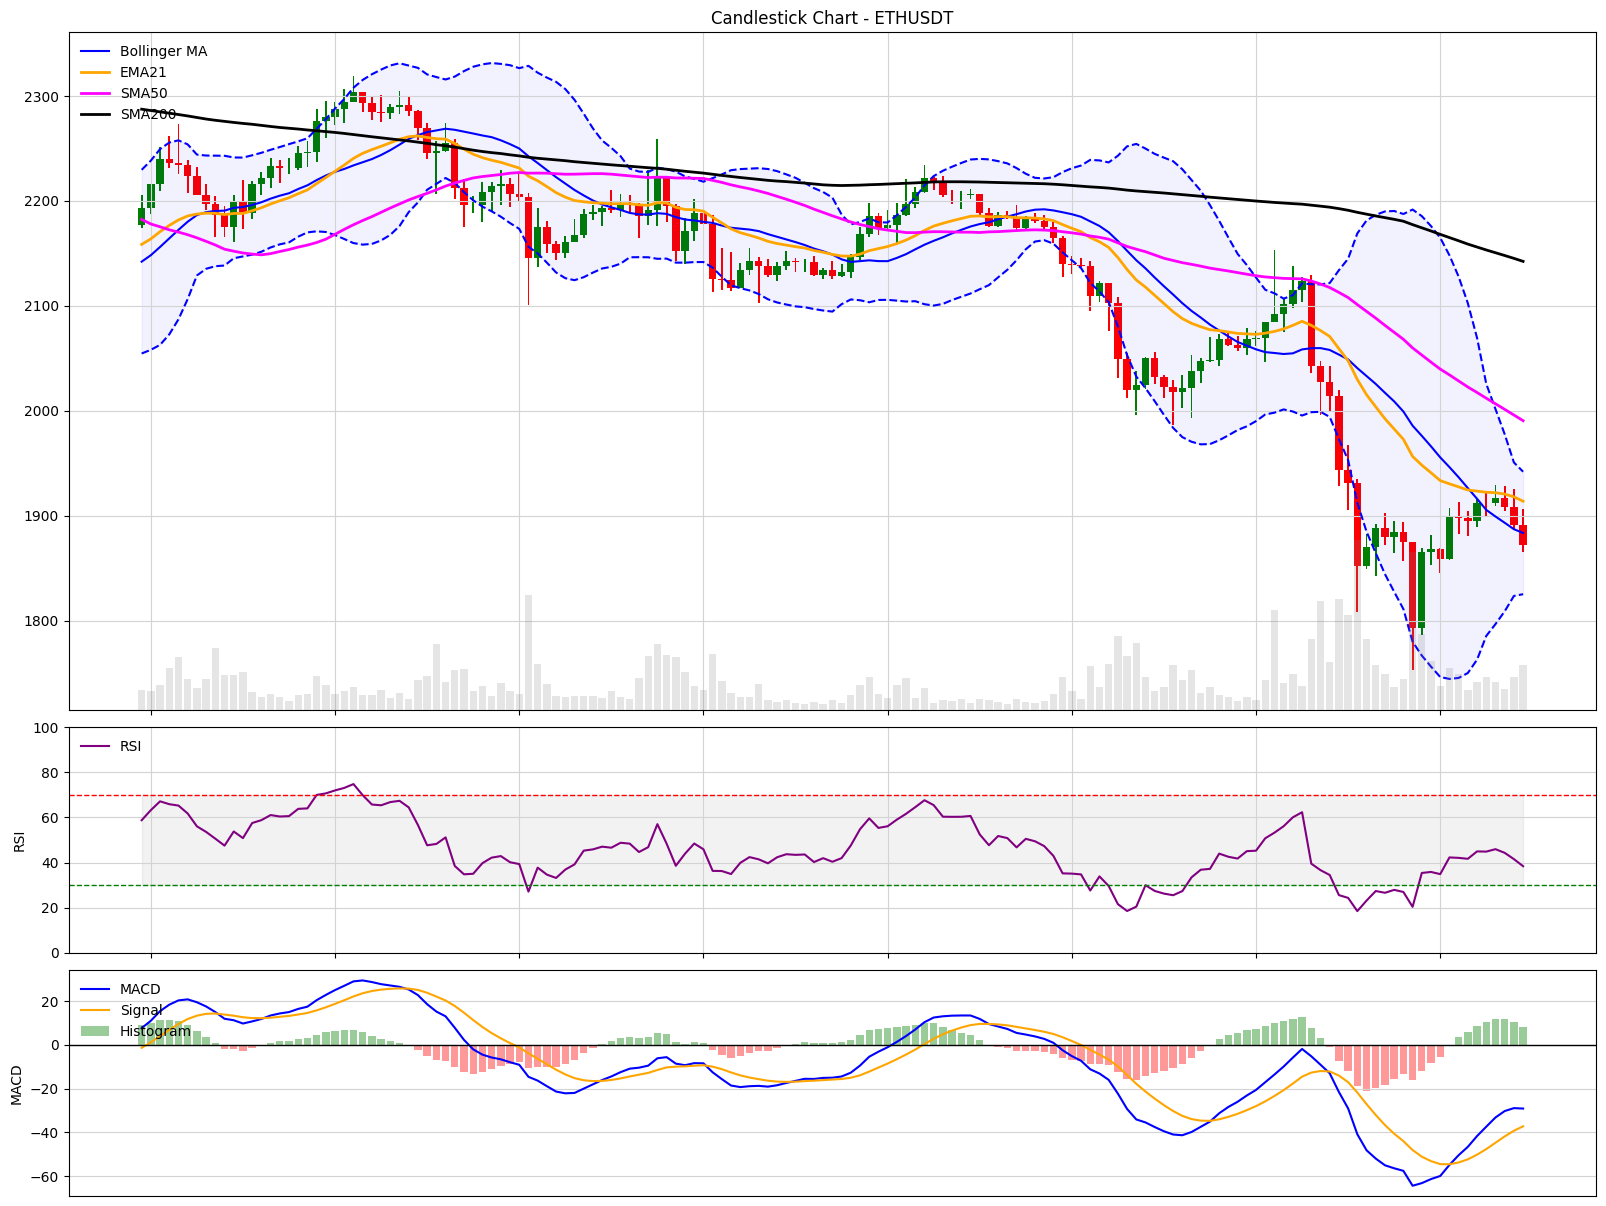 Candlestick Chart - ETHUSDT
Bollinger MA
EMA21
SMA50
SMA200
2300
2200
2100
2000
1900
1800
RSI
100
80
60
40
20
0
RSI
MACD
Signal
Histogram
20
0
−20
−40
−60
MACD